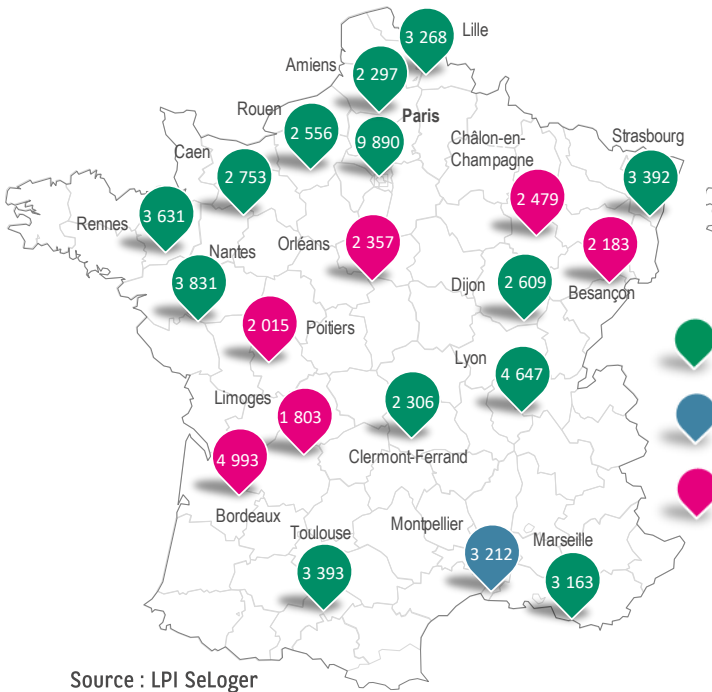 3 268
Lille
Amiens
2 297
Rouen
2 556
Paris
9 890
Châlon-en-
Champagne
Strasbourg
3 392
Caen
2 753
2 479
Rennes
3 631
Orléans
2 357
2 183
Besançon
Nantes
3 831
Dijon
2 609
2 015
Poitiers
Lyon
4 647
Limoges
1 803
2 306
Clermont-Ferrand
4 993
Bordeaux
Toulouse
3 393
Montpellier
3 212
Marseille
3 163
Source : LPI SeLoger